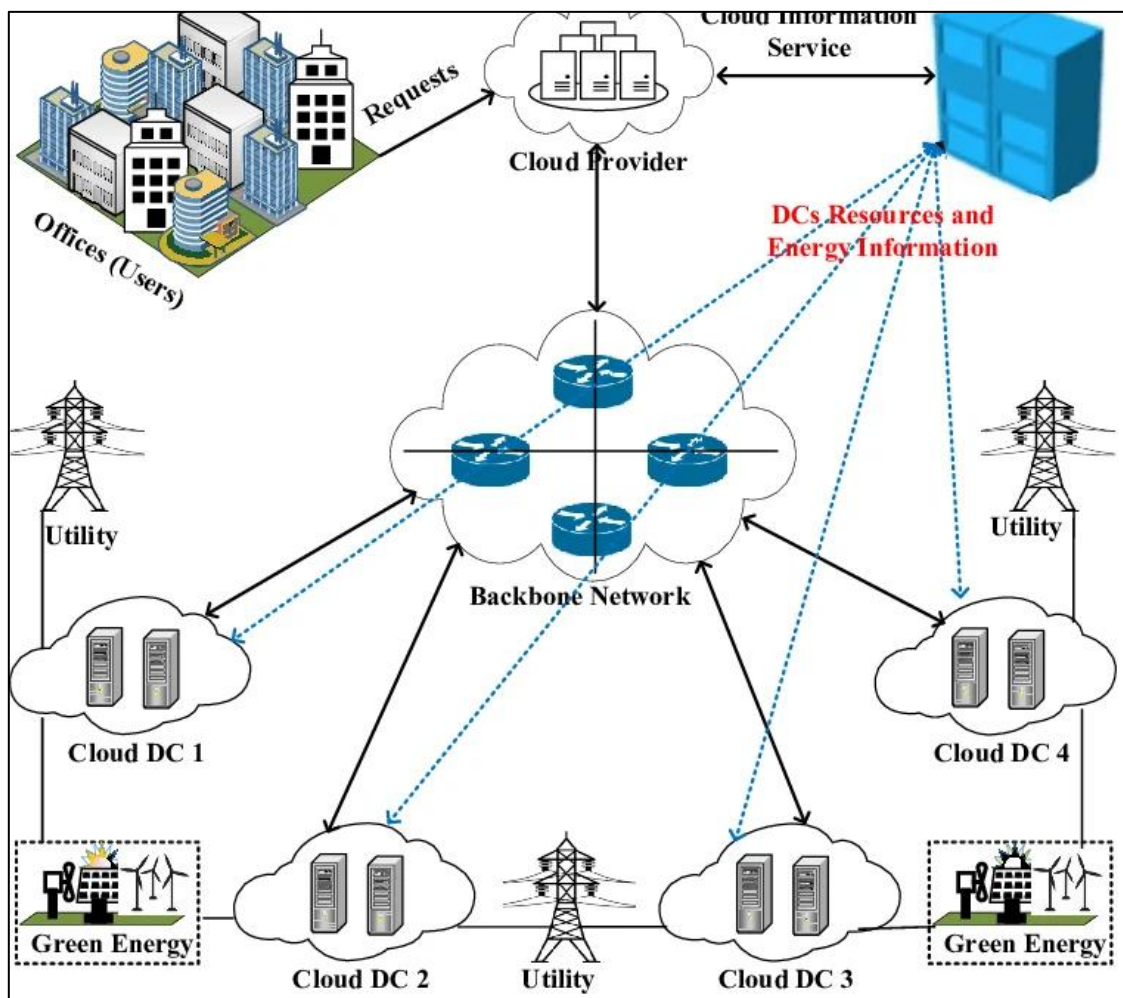 Cloud Information
Service
Requests
Cloud Provider
Offices (Users)
DCs Resources and
Energy Information
Utility
Utility
Backbone Network
Cloud DC 1
Cloud DC 4
Green Energy
Green Energy
Cloud DC 2
Utility
Cloud DC 3